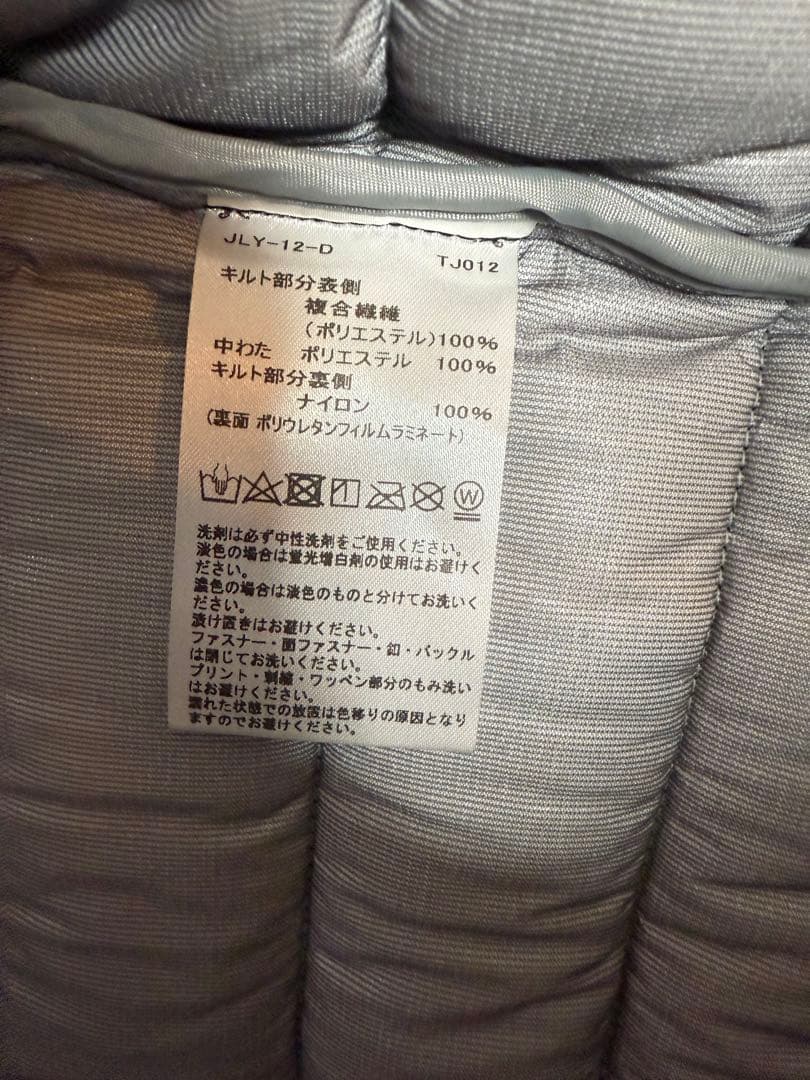 JLY-12-D
TJ012
キルト部分表側
複合繊維
(ポリエステル)100%
中わた ポリエステル 100%
キルト部分裏側
ナイロン 100%
(裏面 ポリウレタンフィルムラミネート)
W
洗剤は必ず中性洗剤をご使用ください。
淡色の場合は蛍光増白剤の使用はお避けく
ださい。
濃色の場合は淡色のものと分けてお洗いく
ださい。
漬け置きはお避けください。
ファスナー・面ファスナー・釦・バックル
は閉じてお洗いください。
プリント・刺繍・ワッペン部分のもみ洗い
はお避けください。
濡れた状態での放置は色移りの原因となり
ますのでお避けください。